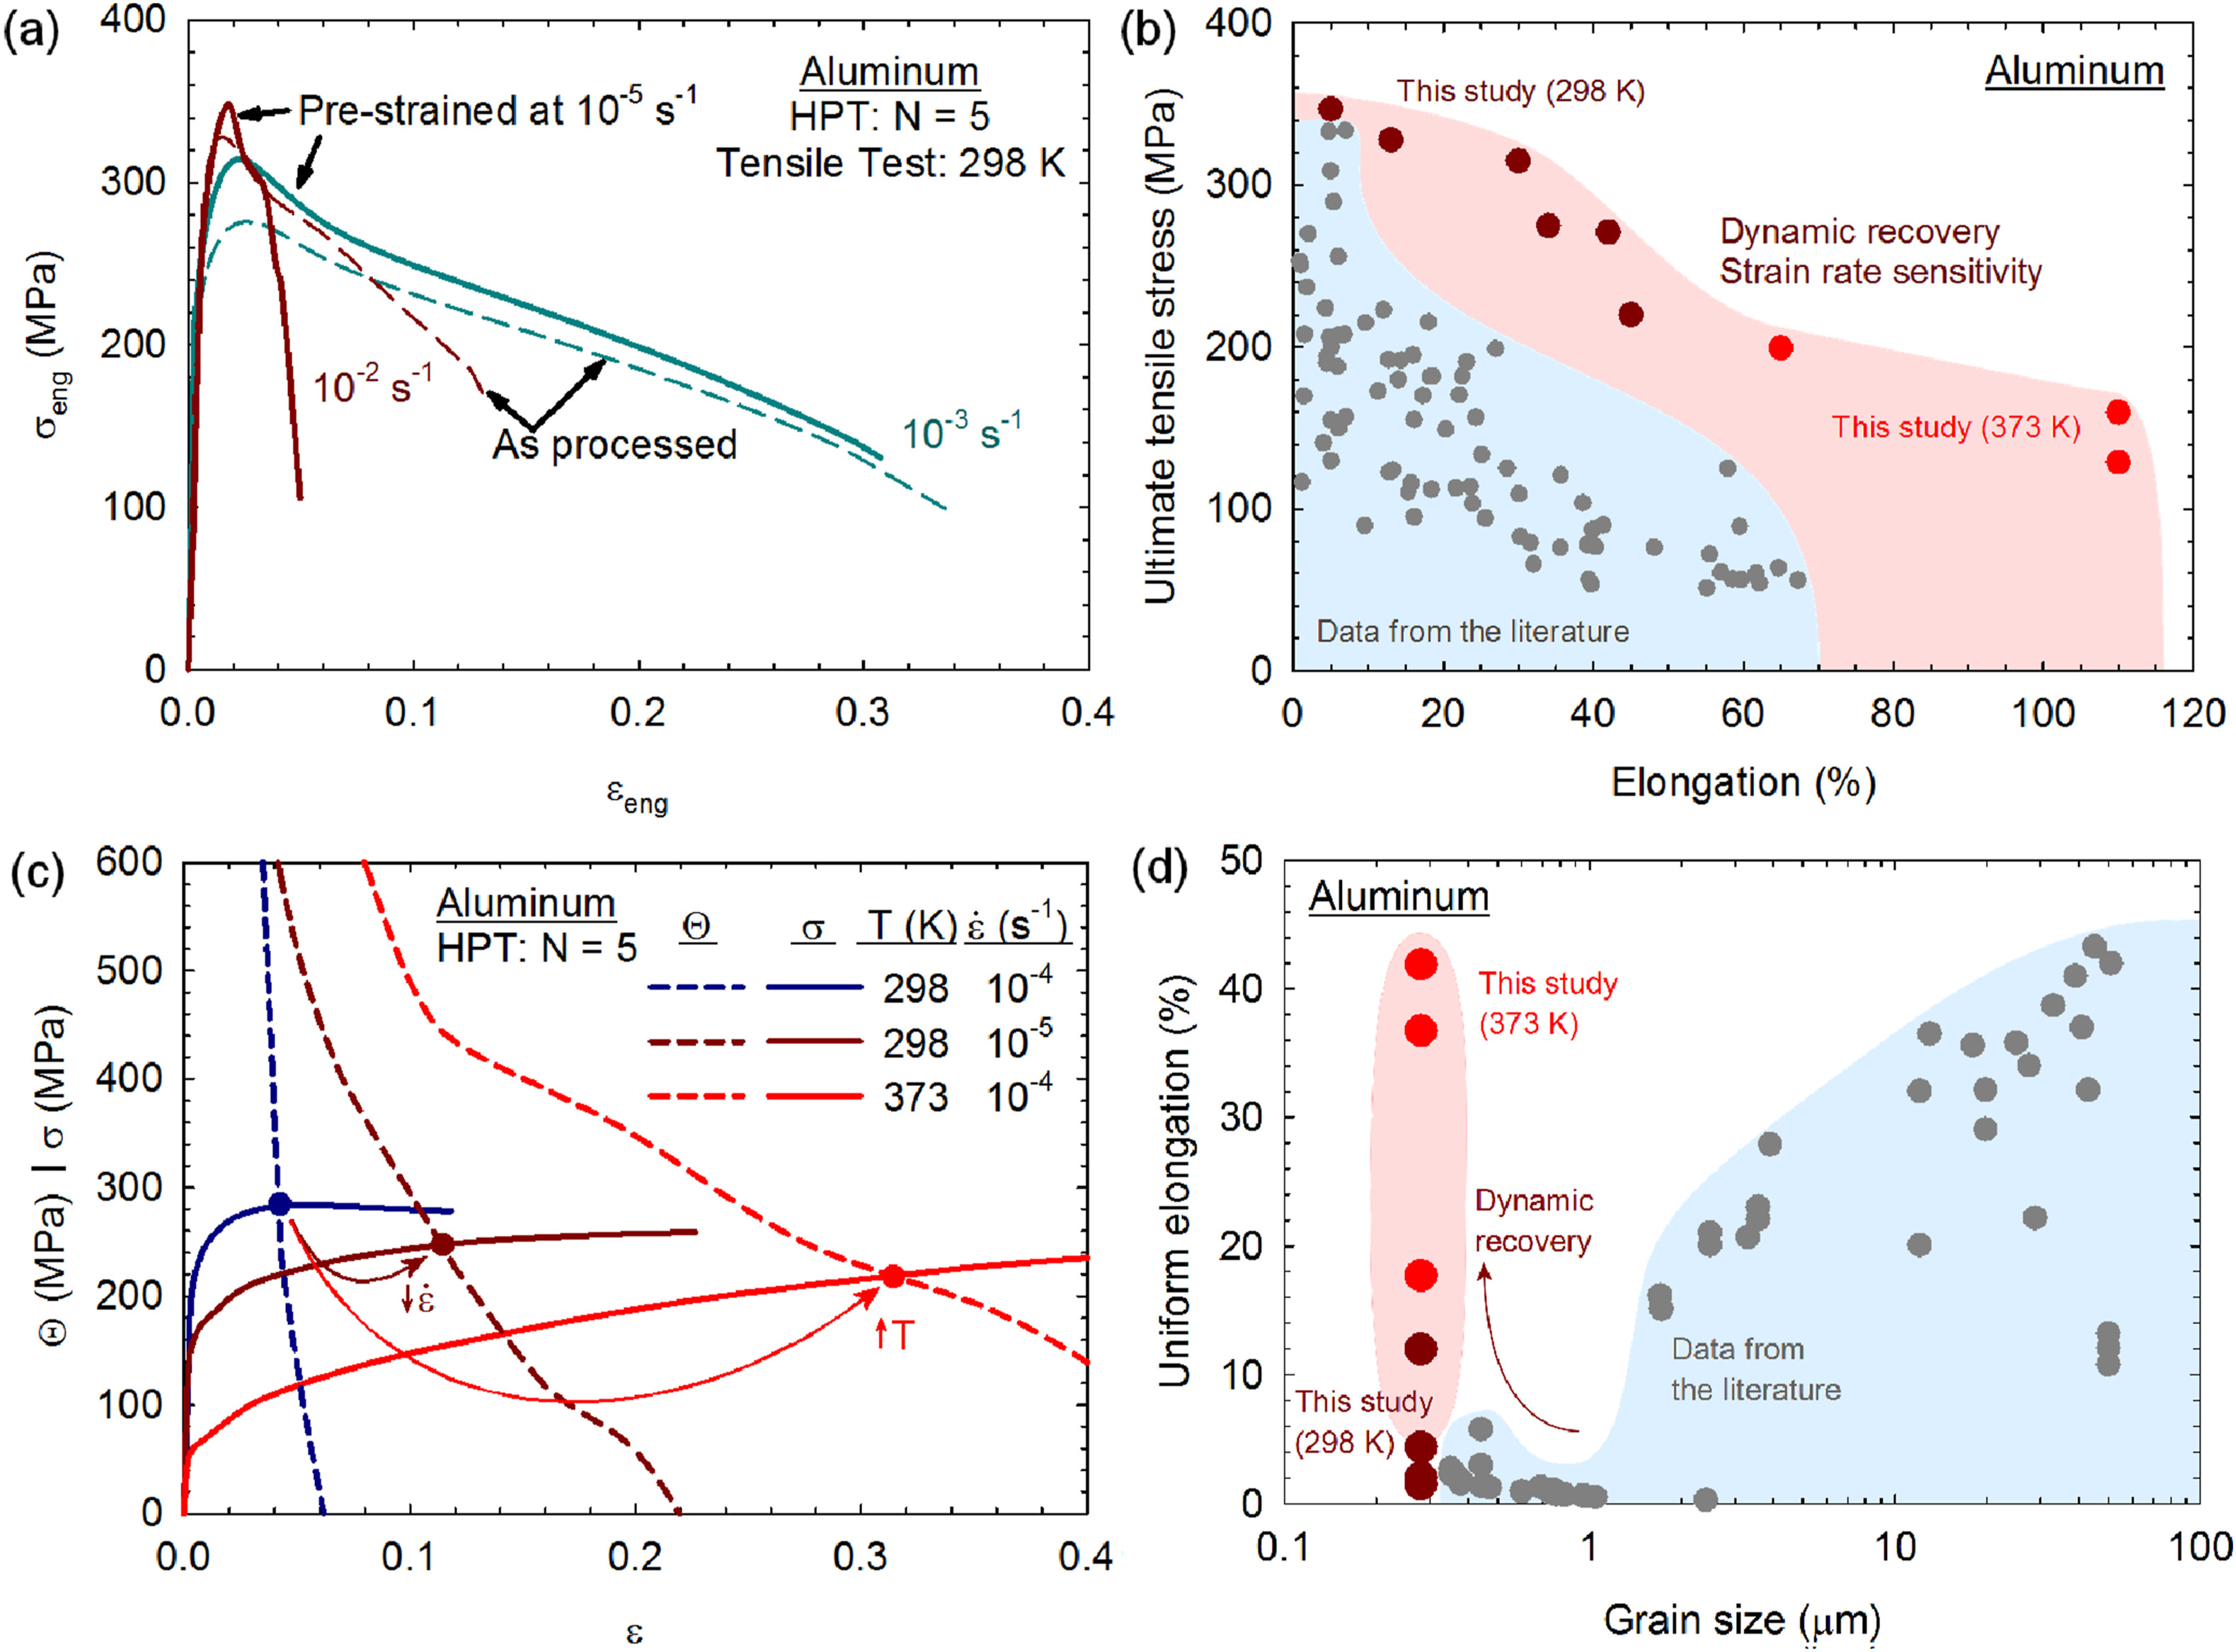 (a)
400
300
200
100
0
σeng (MPa)
Aluminum
HPT: N = 5
Tensile Test: 298 K
Pre-strained at 10⁻⁵ s⁻¹
10⁻² s⁻¹
As processed
10⁻³ s⁻¹
0.0 0.1 0.2 0.3 0.4
εeng
(b)
400
300
200
100
0
Ultimate tensile stress (MPa)
Aluminum
This study (298 K)
Dynamic recovery
Strain rate sensitivity
This study (373 K)
Data from the literature
0 20 40 60 80 100 120
Elongation (%)
(c)
600
500
400
300
200
100
0
Θ (MPa) | σ (MPa)
Aluminum
HPT: N = 5
Θ σ T (K) ε̇ (s⁻¹)
298 10⁻⁴
298 10⁻⁵
373 10⁻⁴
↓ε̇
↑T
0.0 0.1 0.2 0.3 0.4
ε
(d)
50
40
30
20
10
0
Uniform elongation (%)
Aluminum
This study
(373 K)
Dynamic
recovery
This study
(298 K)
Data from
the literature
0.1 1 10 100
Grain size (μm)